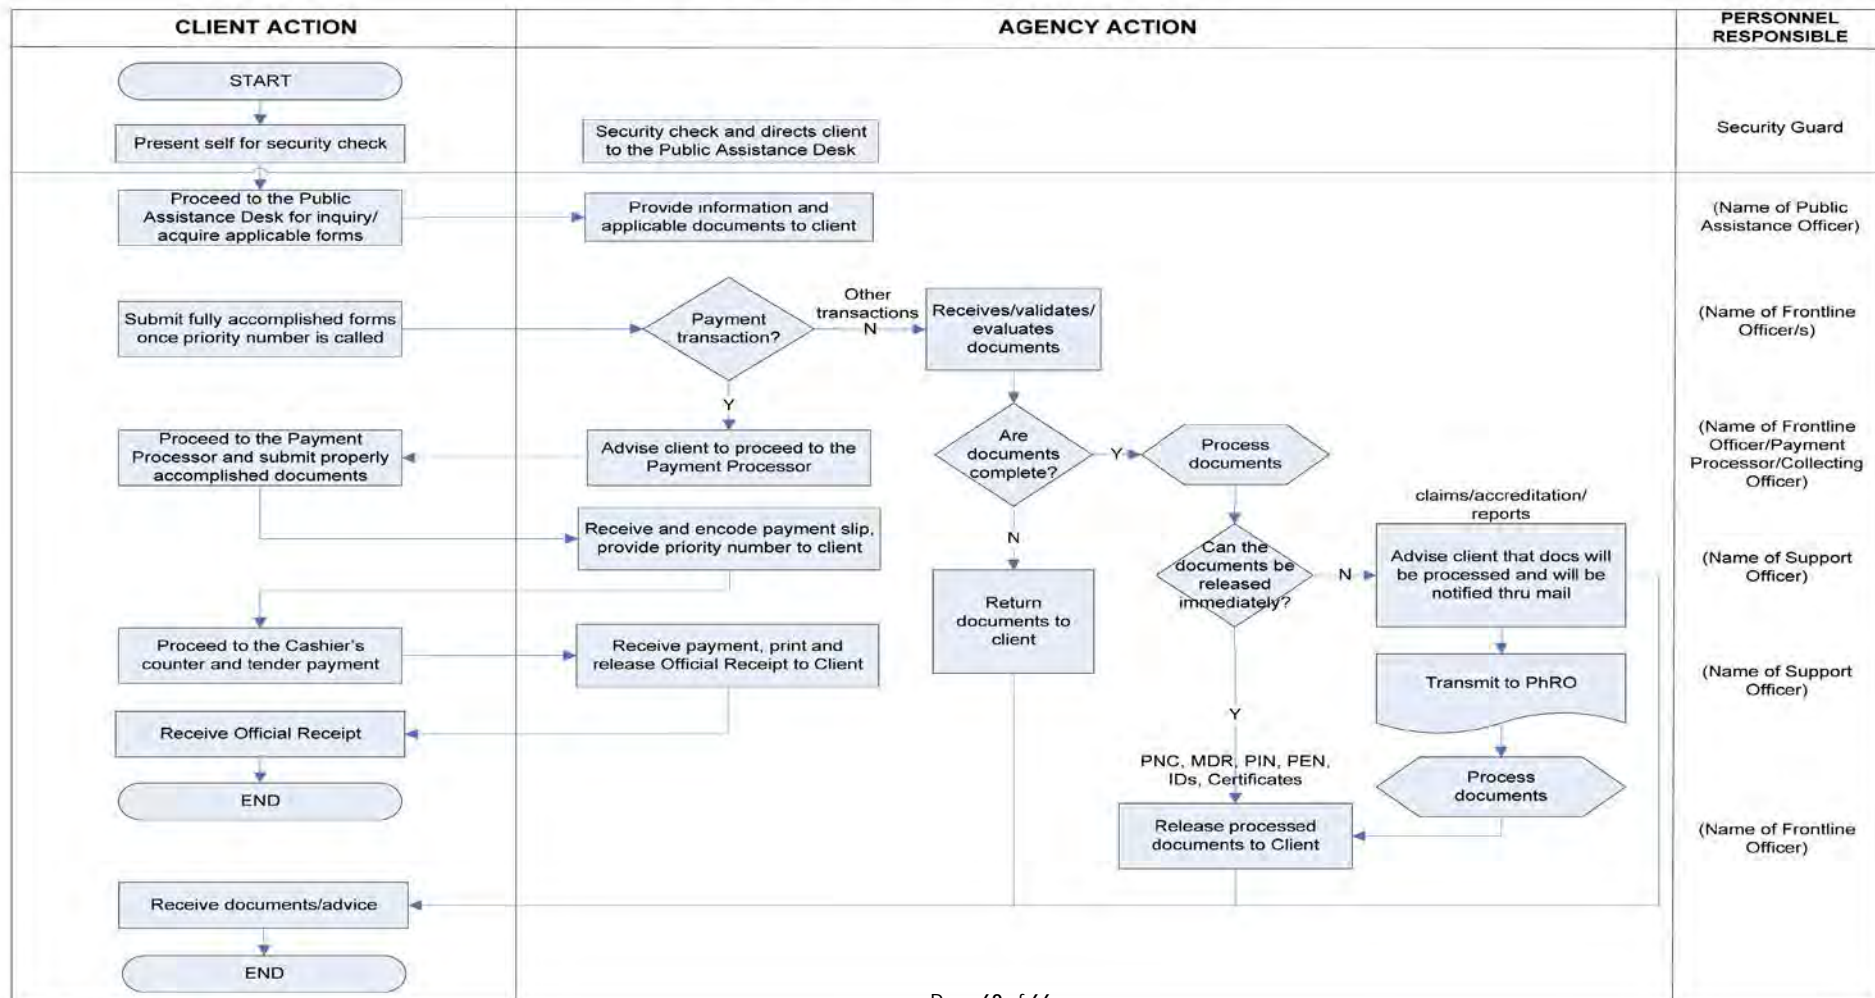 CLIENT ACTION
AGENCY ACTION
PERSONNEL
RESPONSIBLE
START
Present self for security check
Security check and directs client
to the Public Assistance Desk
Security Guard
Proceed to the Public
Assistance Desk for inquiry/
acquire applicable forms
Provide information and
applicable documents to client
(Name of Public
Assistance Officer)
Submit fully accomplished forms
once priority number is called
Payment
transaction?
Other
transactions
N
Receives/validates/
evaluates
documents
(Name of Frontline
Officer/s)
Y
Proceed to the Payment
Processor and submit properly
accomplished documents
Advise client to proceed to the
Payment Processor
Are
documents
complete?
Y
Process
documents
(Name of Frontline
Officer/Payment
Processor/Collecting
Officer)
claims/accreditation/
reports
Receive and encode payment slip,
provide priority number to client
N
Can the
documents be
released
immediately?
N
Advise client that docs will
be processed and will be
notified thru mail
(Name of Support
Officer)
Return
documents to
client
Proceed to the Cashier's
counter and tender payment
Receive payment, print and
release Official Receipt to Client
Transmit to PhRO
(Name of Support
Officer)
Y
Receive Official Receipt
PNC, MDR, PIN, PEN,
IDs, Certificates
Process
documents
END
Release processed
documents to Client
(Name of Frontline
Officer)
Receive documents/advice
END